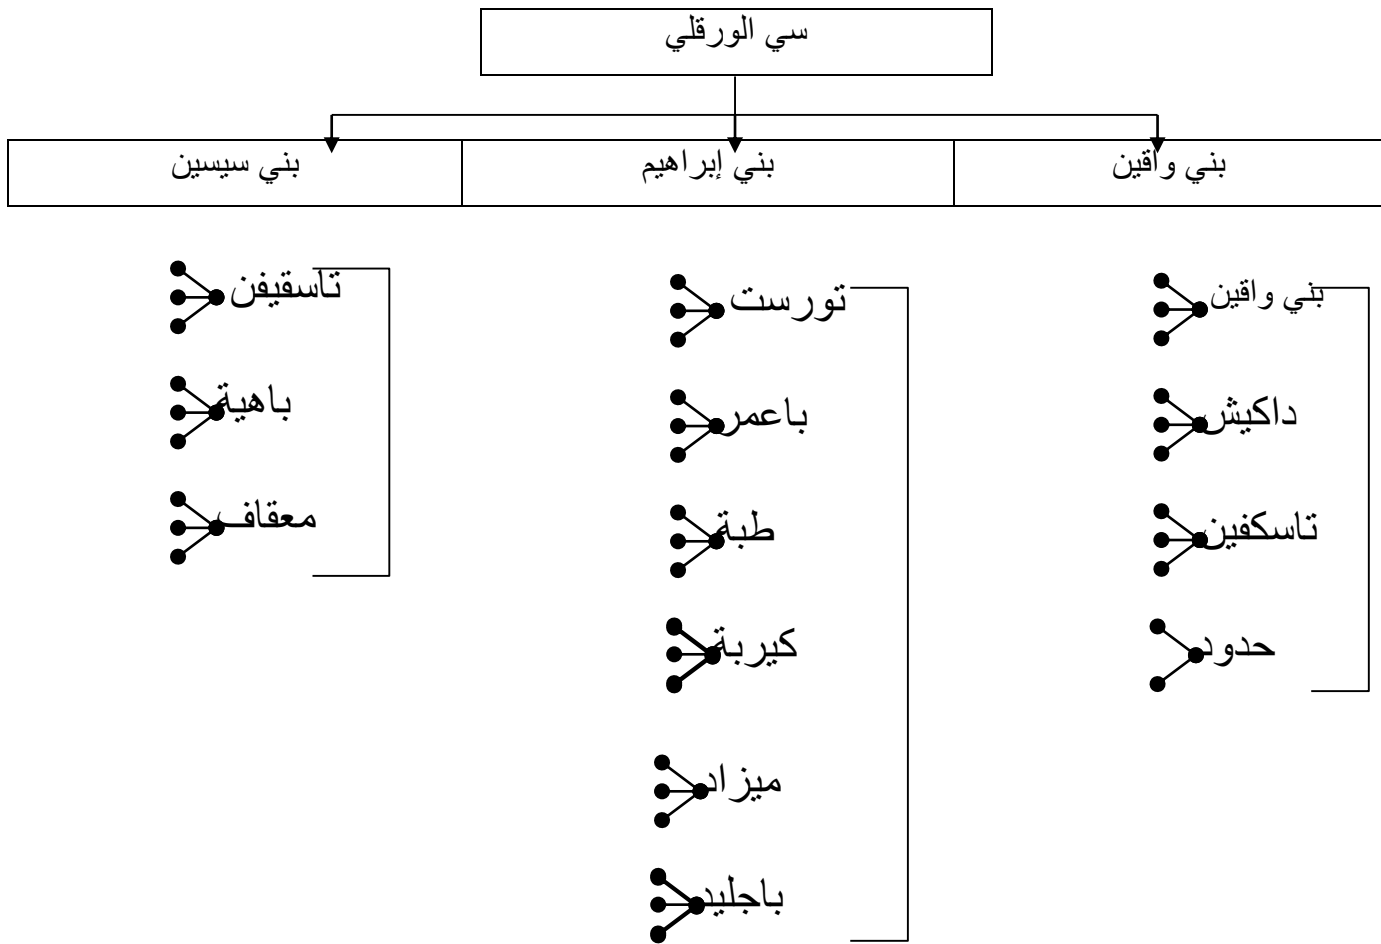 سي الورقلي
بني واقين
بني إبراهيم
بني سيسين
بني واقين
داكيش
تاسكفين
حدود
تورست
باعمر
طبة
كيربة
ميزاد
باجليد
تاسقيفن
باهية
معقاف